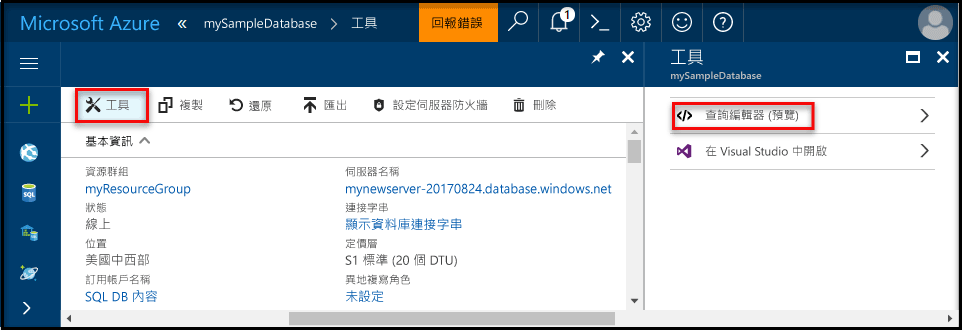 Microsoft Azure « mySampleDatabase > 工具 回報錯誤 1
工具
mySampleDatabase
工具 複製 還原 匯出 設定伺服器防火牆 刪除
查詢編輯器 (預覽)
在 Visual Studio 中開啟
基本資訊
資源群組 伺服器名稱
myResourceGroup mynewserver-20170824.database.windows.net
狀態 連接字串
線上 顯示資料庫連接字串
位置 定價層
美國中西部 S1 標準 (20 個 DTU)
訂用帳戶名稱 異地複寫角色
SQL DB 內容 未設定
SQL